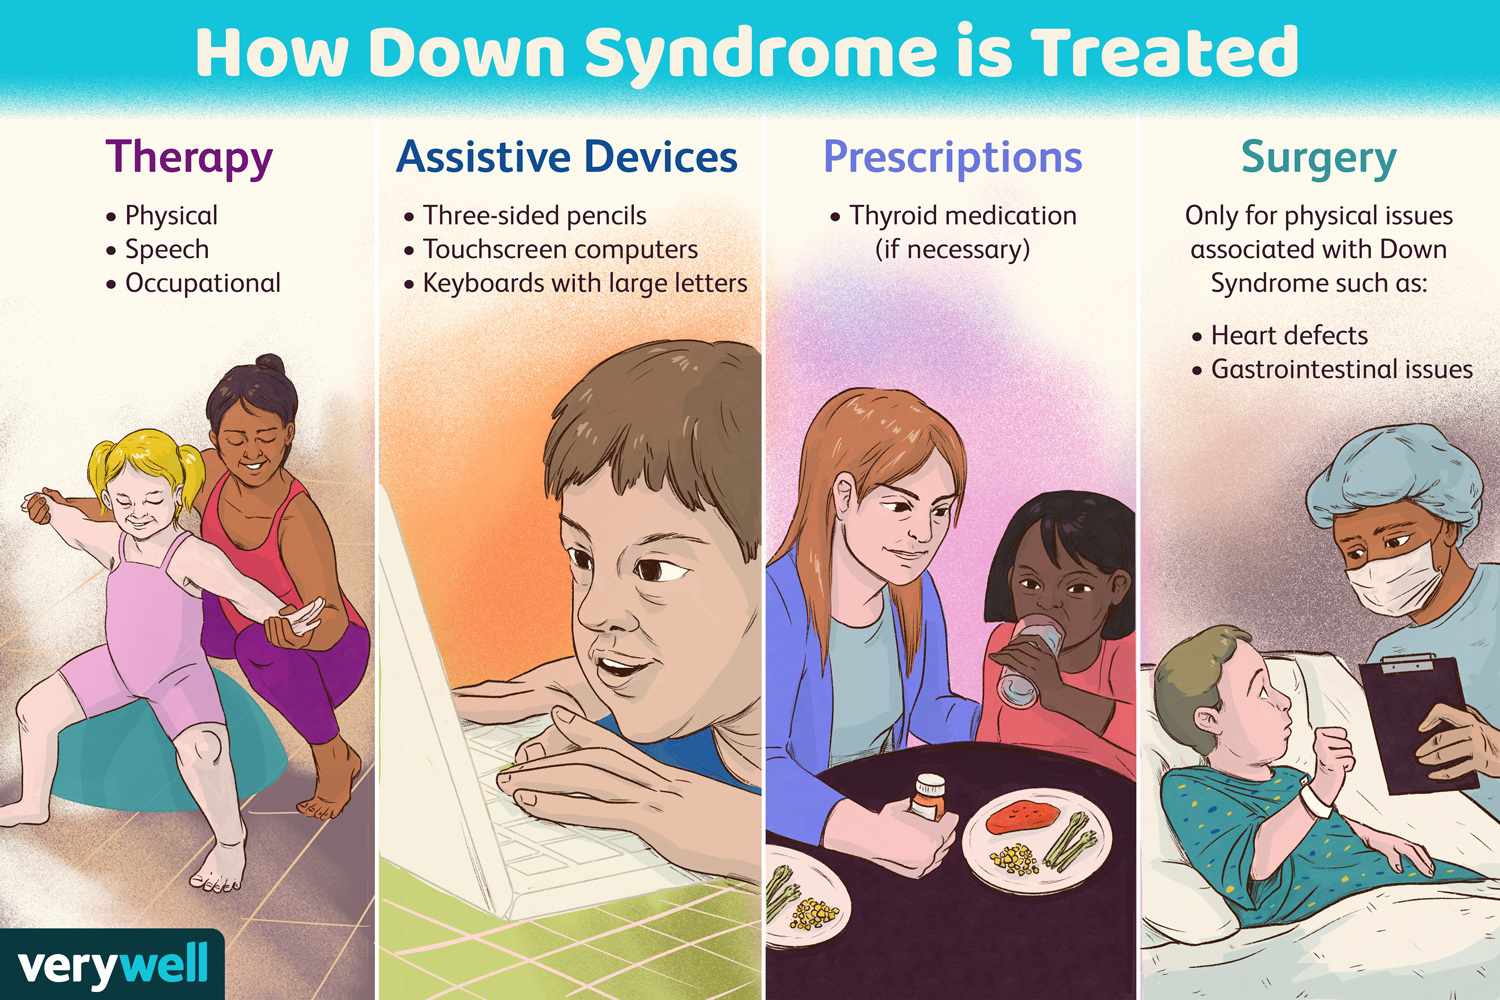 How Down Syndrome is Treated
Therapy
• Physical
• Speech
• Occupational
Assistive Devices
• Three-sided pencils
• Touchscreen computers
• Keyboards with large letters
Prescriptions
• Thyroid medication
(if necessary)
Surgery
Only for physical issues
associated with Down
Syndrome such as:
• Heart defects
• Gastrointestinal issues
verywell